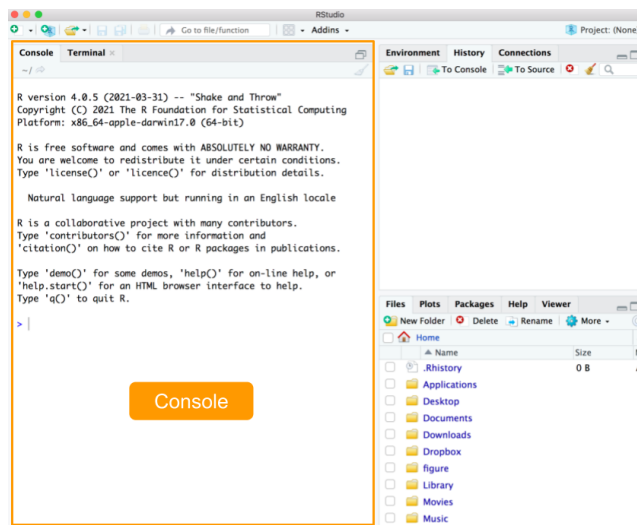 RStudio
Go to file/function
Addins
Project: (None
Console Terminal
~/
R version 4.0.5 (2021-03-31) -- "Shake and Throw"
Copyright (C) 2021 The R Foundation for Statistical Computing
Platform: x86_64-apple-darwin17.0 (64-bit)
R is free software and comes with ABSOLUTELY NO WARRANTY.
You are welcome to redistribute it under certain conditions.
Type 'license()' or 'licence()' for distribution details.
Natural language support but running in an English locale
R is a collaborative project with many contributors.
Type 'contributors()' for more information and
'citation()' on how to cite R or R packages in publications.
Type 'demo()' for some demos, 'help()' for on-line help, or
'help.start()' for an HTML browser interface to help.
Type 'q()' to quit R.
>
Console
Environment History Connections
To Console To Source
Files Plots Packages Help Viewer
New Folder Delete Rename More
Home
Name Size
.Rhistory 0 B
Applications
Desktop
Documents
Downloads
Dropbox
figure
Library
Movies
Music